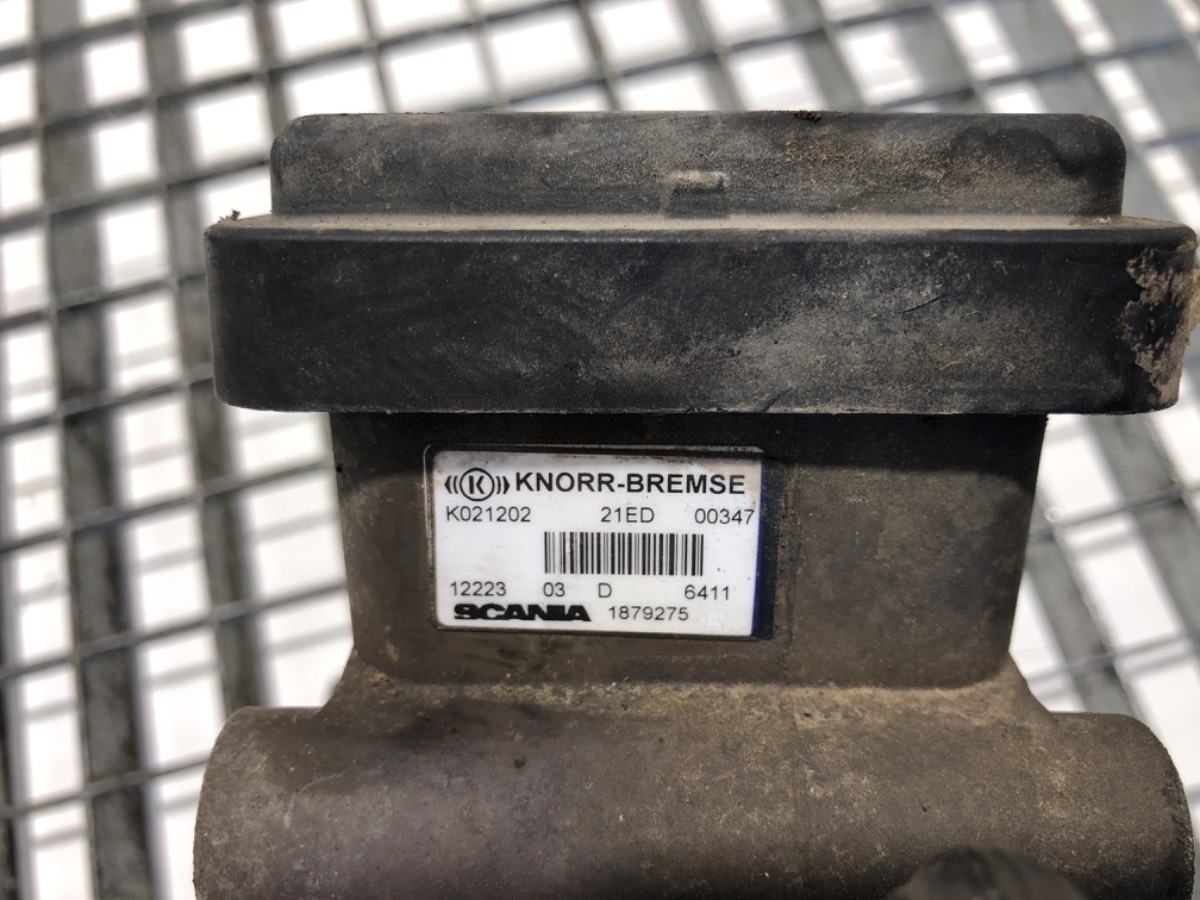 ((K)) KNORR-BREMSE
K021202 21ED 00347
12223 03 D 6411
SCANIA 1879275